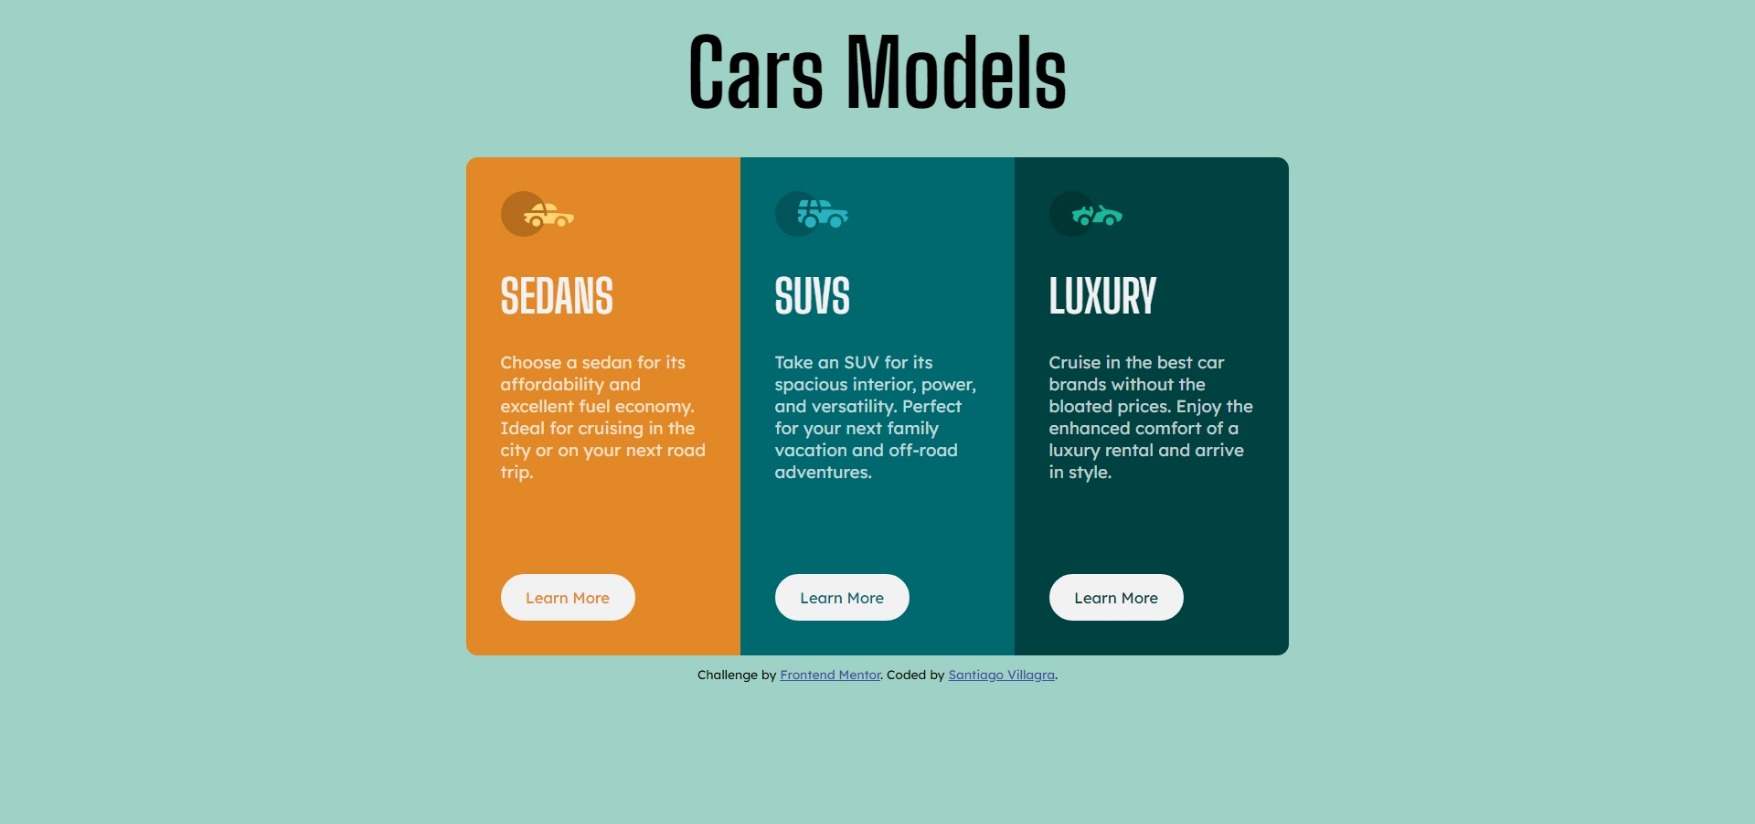 Cars Models
SEDANS
Choose a sedan for its
affordability and
excellent fuel economy.
Ideal for cruising in the
city or on your next road
trip.
Learn More
SUVS
Take an SUV for its
spacious interior, power,
and versatility. Perfect
for your next family
vacation and off-road
adventures.
Learn More
LUXURY
Cruise in the best car
brands without the
bloated prices. Enjoy the
enhanced comfort of a
luxury rental and arrive
in style.
Learn More
Challenge by Frontend Mentor. Coded by Santiago Villagra.